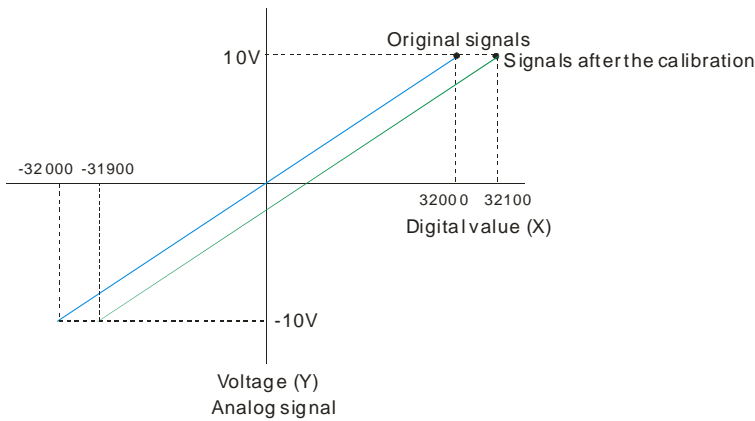 Original signals
10V
Signals after the calibration
-32000 -31900
32000 32100
Digital value (X)
-10V
Voltage (Y)
Analog signal